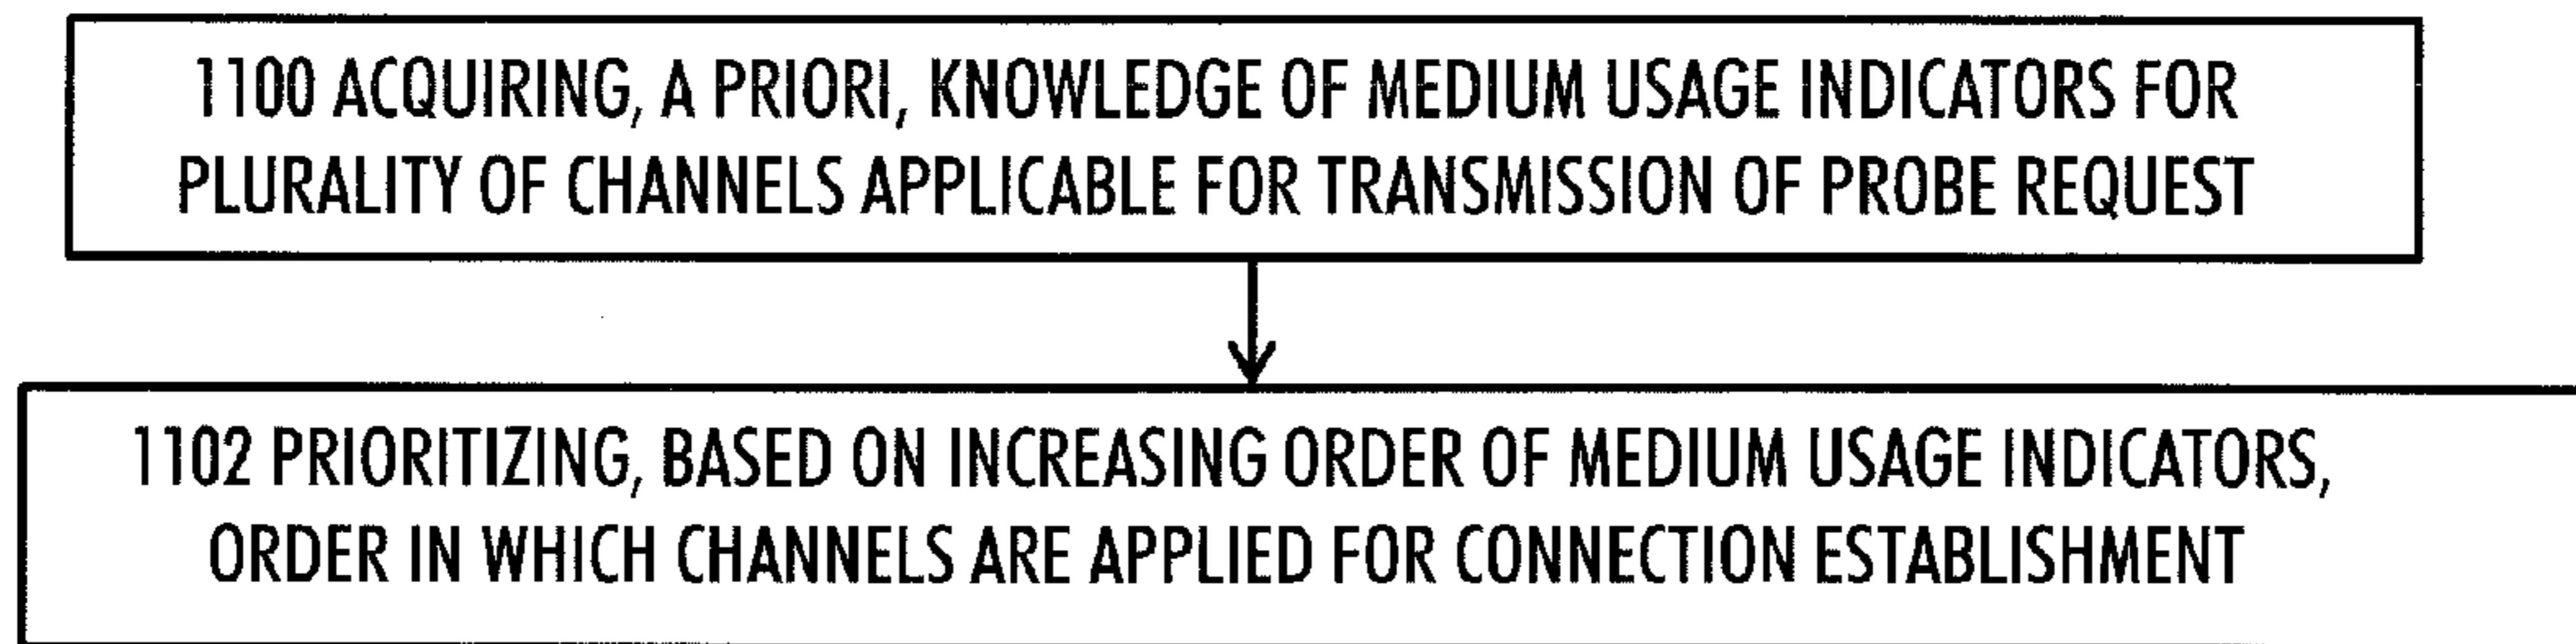 1100 ACQUIRING, A PRIORI, KNOWLEDGE OF MEDIUM USAGE INDICATORS FOR
PLURALITY OF CHANNELS APPLICABLE FOR TRANSMISSION OF PROBE REQUEST
1102 PRIORITIZING, BASED ON INCREASING ORDER OF MEDIUM USAGE INDICATORS,
ORDER IN WHICH CHANNELS ARE APPLIED FOR CONNECTION ESTABLISHMENT